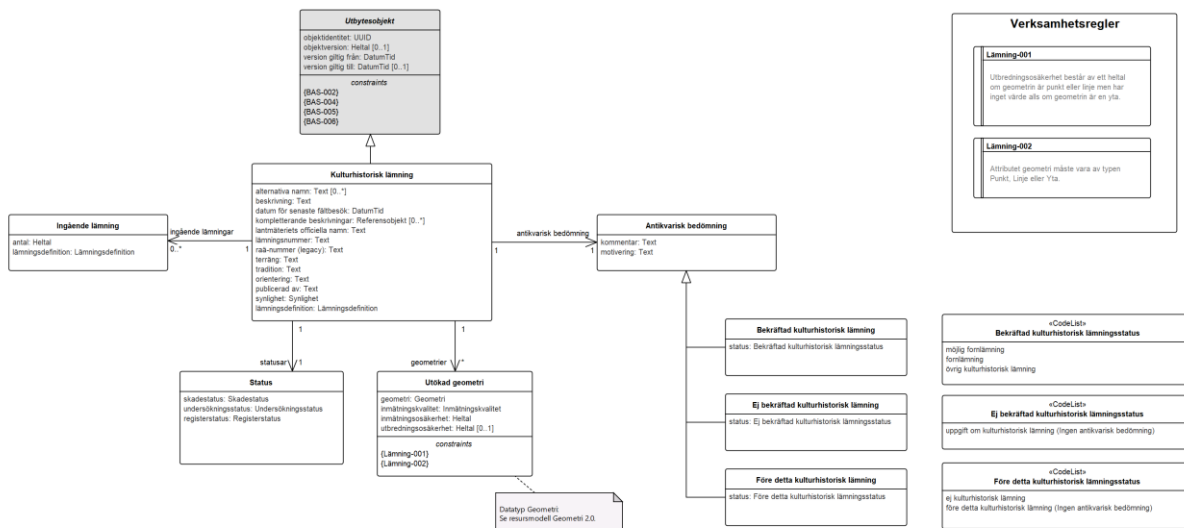 Utbytesobjekt
objektidentitet: UUID
objektversion: Heltal [0..1]
version giltig från: DatumTid
version giltig till: DatumTid [0..1]
constraints
{BAS-002}
{BAS-004}
{BAS-005}
{BAS-006}
Verksamhetsregler
Lämning-001
Utbredningsosäkerhet består av ett heltal
om geometrin är punkt eller linje men har
inget värde alls om geometrin är en yta.
Lämning-002
Attributet geometri måste vara av typen
Punkt, Linje eller Yta.
Kulturhistorisk lämning
alternativa namn: Text [0..*]
beskrivning: Text
datum för senaste fältbesök: DatumTid
kompletterande beskrivningar: Referensobjekt [0..*]
lantmäteriets officiella namn: Text
lämningsnummer: Text
raä-nummer (legacy): Text
terräng: Text
tradition: Text
orientering: Text
publicerad av: Text
synlighet: Synlighet
lämningsdefinition: Lämningsdefinition
Ingående lämning
antal: Heltal
lämningsdefinition: Lämningsdefinition
ingående lämningar
0..*
1
antikvarisk bedömning
1
1
Antikvarisk bedömning
kommentar: Text
motivering: Text
1
statusar
1
1
geometrier
*
Status
skadestatus: Skadestatus
undersökningsstatus: Undersökningsstatus
registerstatus: Registerstatus
Utökad geometri
geometri: Geometri
inmätningskvalitet: Inmätningskvalitet
inmätningsosäkerhet: Heltal
utbredningsosäkerhet: Heltal [0..1]
constraints
{Lämning-001}
{Lämning-002}
Datatyp Geometri:
Se resursmodell Geometri 2.0.
Bekräftad kulturhistorisk lämning
status: Bekräftad kulturhistorisk lämningsstatus
«CodeList»
Bekräftad kulturhistorisk lämningsstatus
möjlig fornlämning
fornlämning
övrig kulturhistorisk lämning
Ej bekräftad kulturhistorisk lämning
status: Ej bekräftad kulturhistorisk lämningsstatus
«CodeList»
Ej bekräftad kulturhistorisk lämningsstatus
uppgift om kulturhistorisk lämning (Ingen antikvarisk bedömning)
Före detta kulturhistorisk lämning
status: Före detta kulturhistorisk lämningsstatus
«CodeList»
Före detta kulturhistorisk lämningsstatus
ej kulturhistorisk lämning
före detta kulturhistorisk lämning (Ingen antikvarisk bedömning)